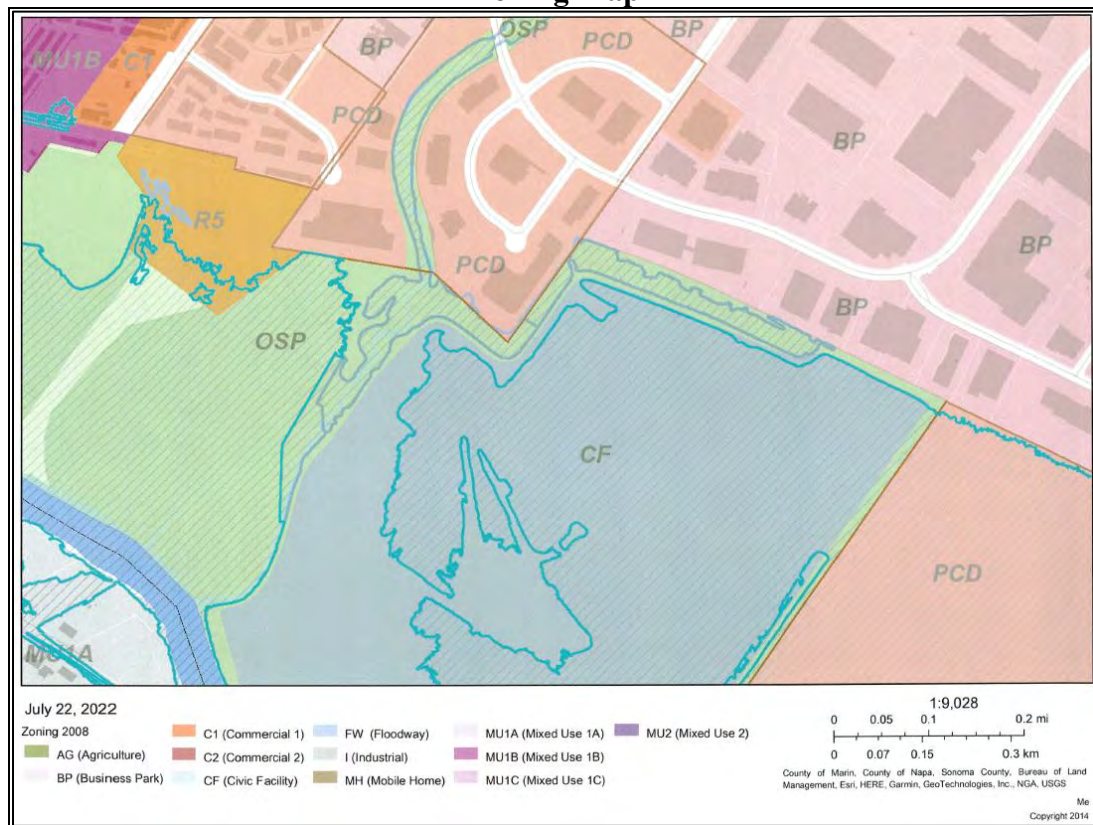 OSP
PCD
BP
BP
MU1B
C1
PCD
BP
R5
BP
PCD
BP
OSP
CF
PCD
MU1A
July 22, 2022
Zoning 2008
AG (Agriculture)
BP (Business Park)
C1 (Commercial 1)
C2 (Commercial 2)
CF (Civic Facility)
FW (Floodway)
I (Industrial)
MH (Mobile Home)
MU1A (Mixed Use 1A)
MU1B (Mixed Use 1B)
MU1C (Mixed Use 1C)
MU2 (Mixed Use 2)
1:9,028
0 0.05 0.1 0.2 mi
0 0.07 0.15 0.3 km
County of Marin, County of Napa, Sonoma County, Bureau of Land
Management, Esri, HERE, Garmin, GeoTechnologies, Inc., NGA, USGS
Me
Copyright 2014